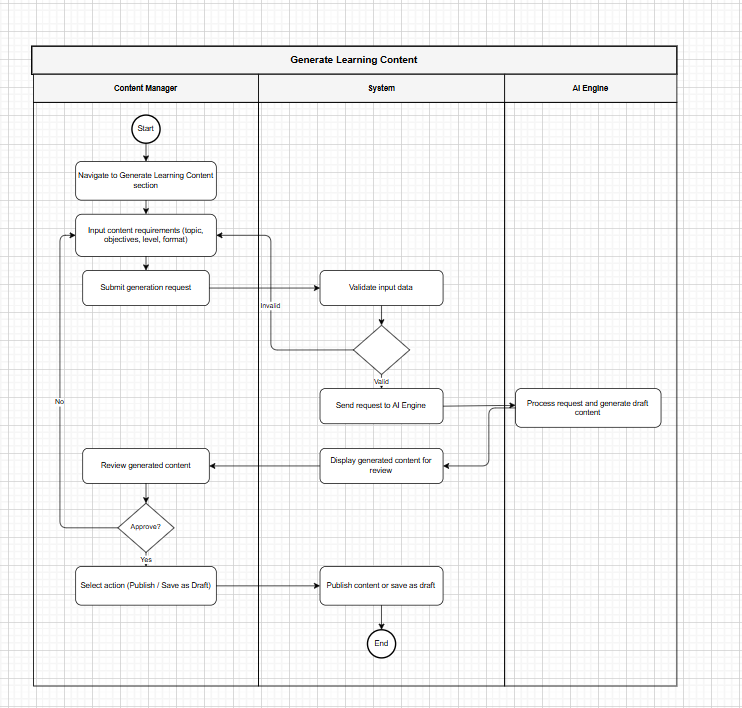 Generate Learning Content
Content Manager
System
AI Engine
Start
Navigate to Generate Learning Content
section
Input content requirements (topic,
objectives, level, format)
Submit generation request
Validate input data
Invalid
Valid
Send request to AI Engine
Process request and generate draft
content
No
Review generated content
Display generated content for
review
Approve?
Yes
Select action (Publish / Save as Draft)
Publish content or save as draft
End